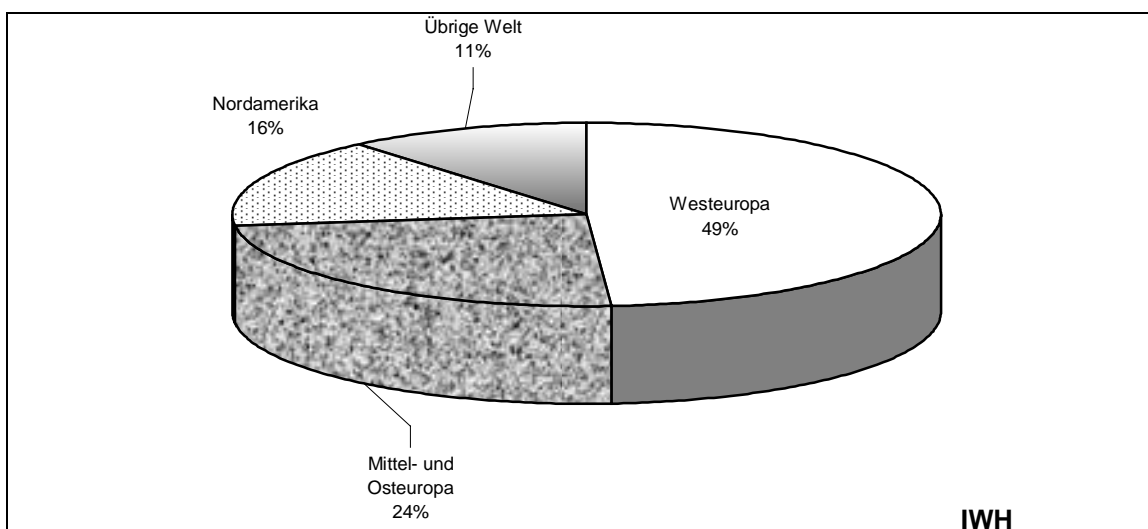 Übrige Welt
11%
Nordamerika
16%
Westeuropa
49%
Mittel- und
Osteuropa
24%
IWH